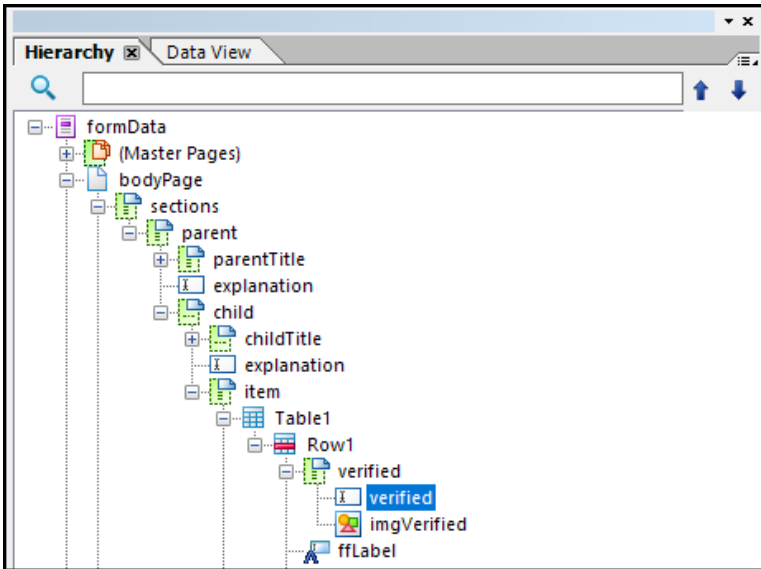 Hierarchy Data View
formData
(Master Pages)
bodyPage
sections
parent
parentTitle
explanation
child
childTitle
explanation
item
Table1
Row1
verified
verified
imgVerified
ffLabel